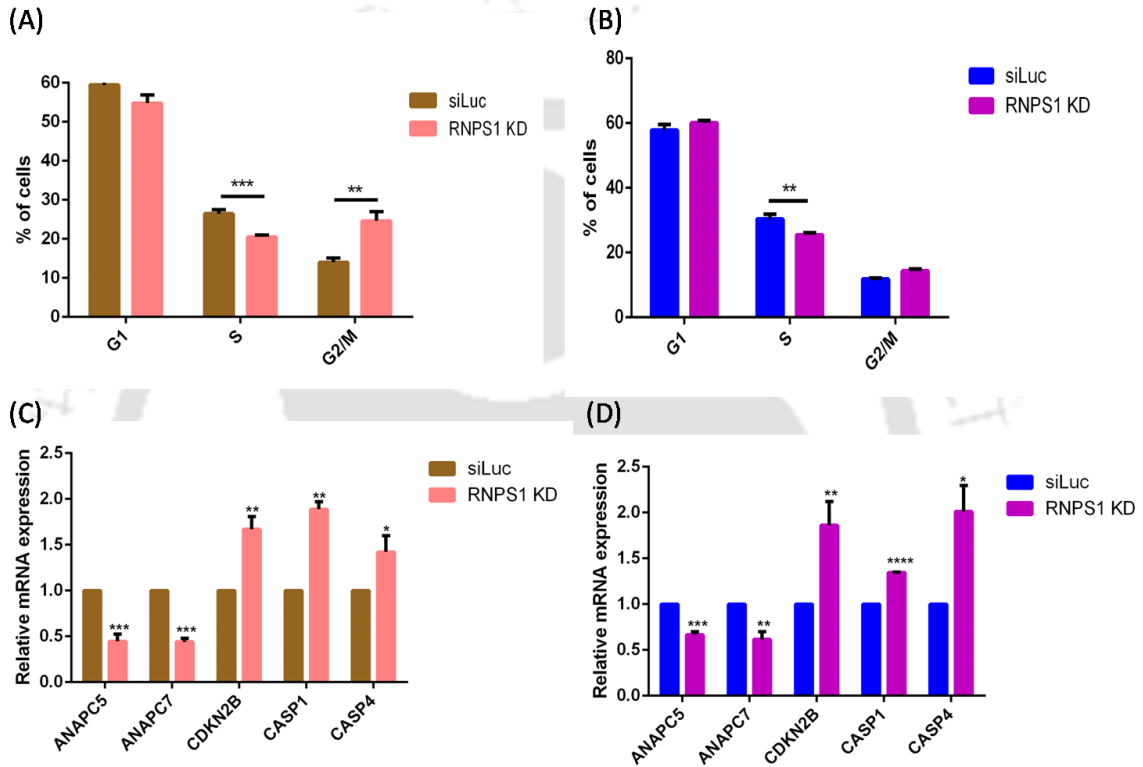 (A)
% of cells
60
50
40
30
20
10
0
***
**
siLuc
RNPS1 KD
G1
S
G2/M
(B)
% of cells
80
60
40
20
0
**
siLuc
RNPS1 KD
G1
S
G2/M
(C)
Relative mRNA expression
2.5
2.0
1.5
1.0
0.5
0.0
***
***
**
**
*
siLuc
RNPS1 KD
ANAPC5
ANAPC7
CDKN2B
CASP1
CASP4
(D)
Relative mRNA expression
2.5
2.0
1.5
1.0
0.5
0.0
***
**
**
****
*
siLuc
RNPS1 KD
ANAPC5
ANAPC7
CDKN2B
CASP1
CASP4